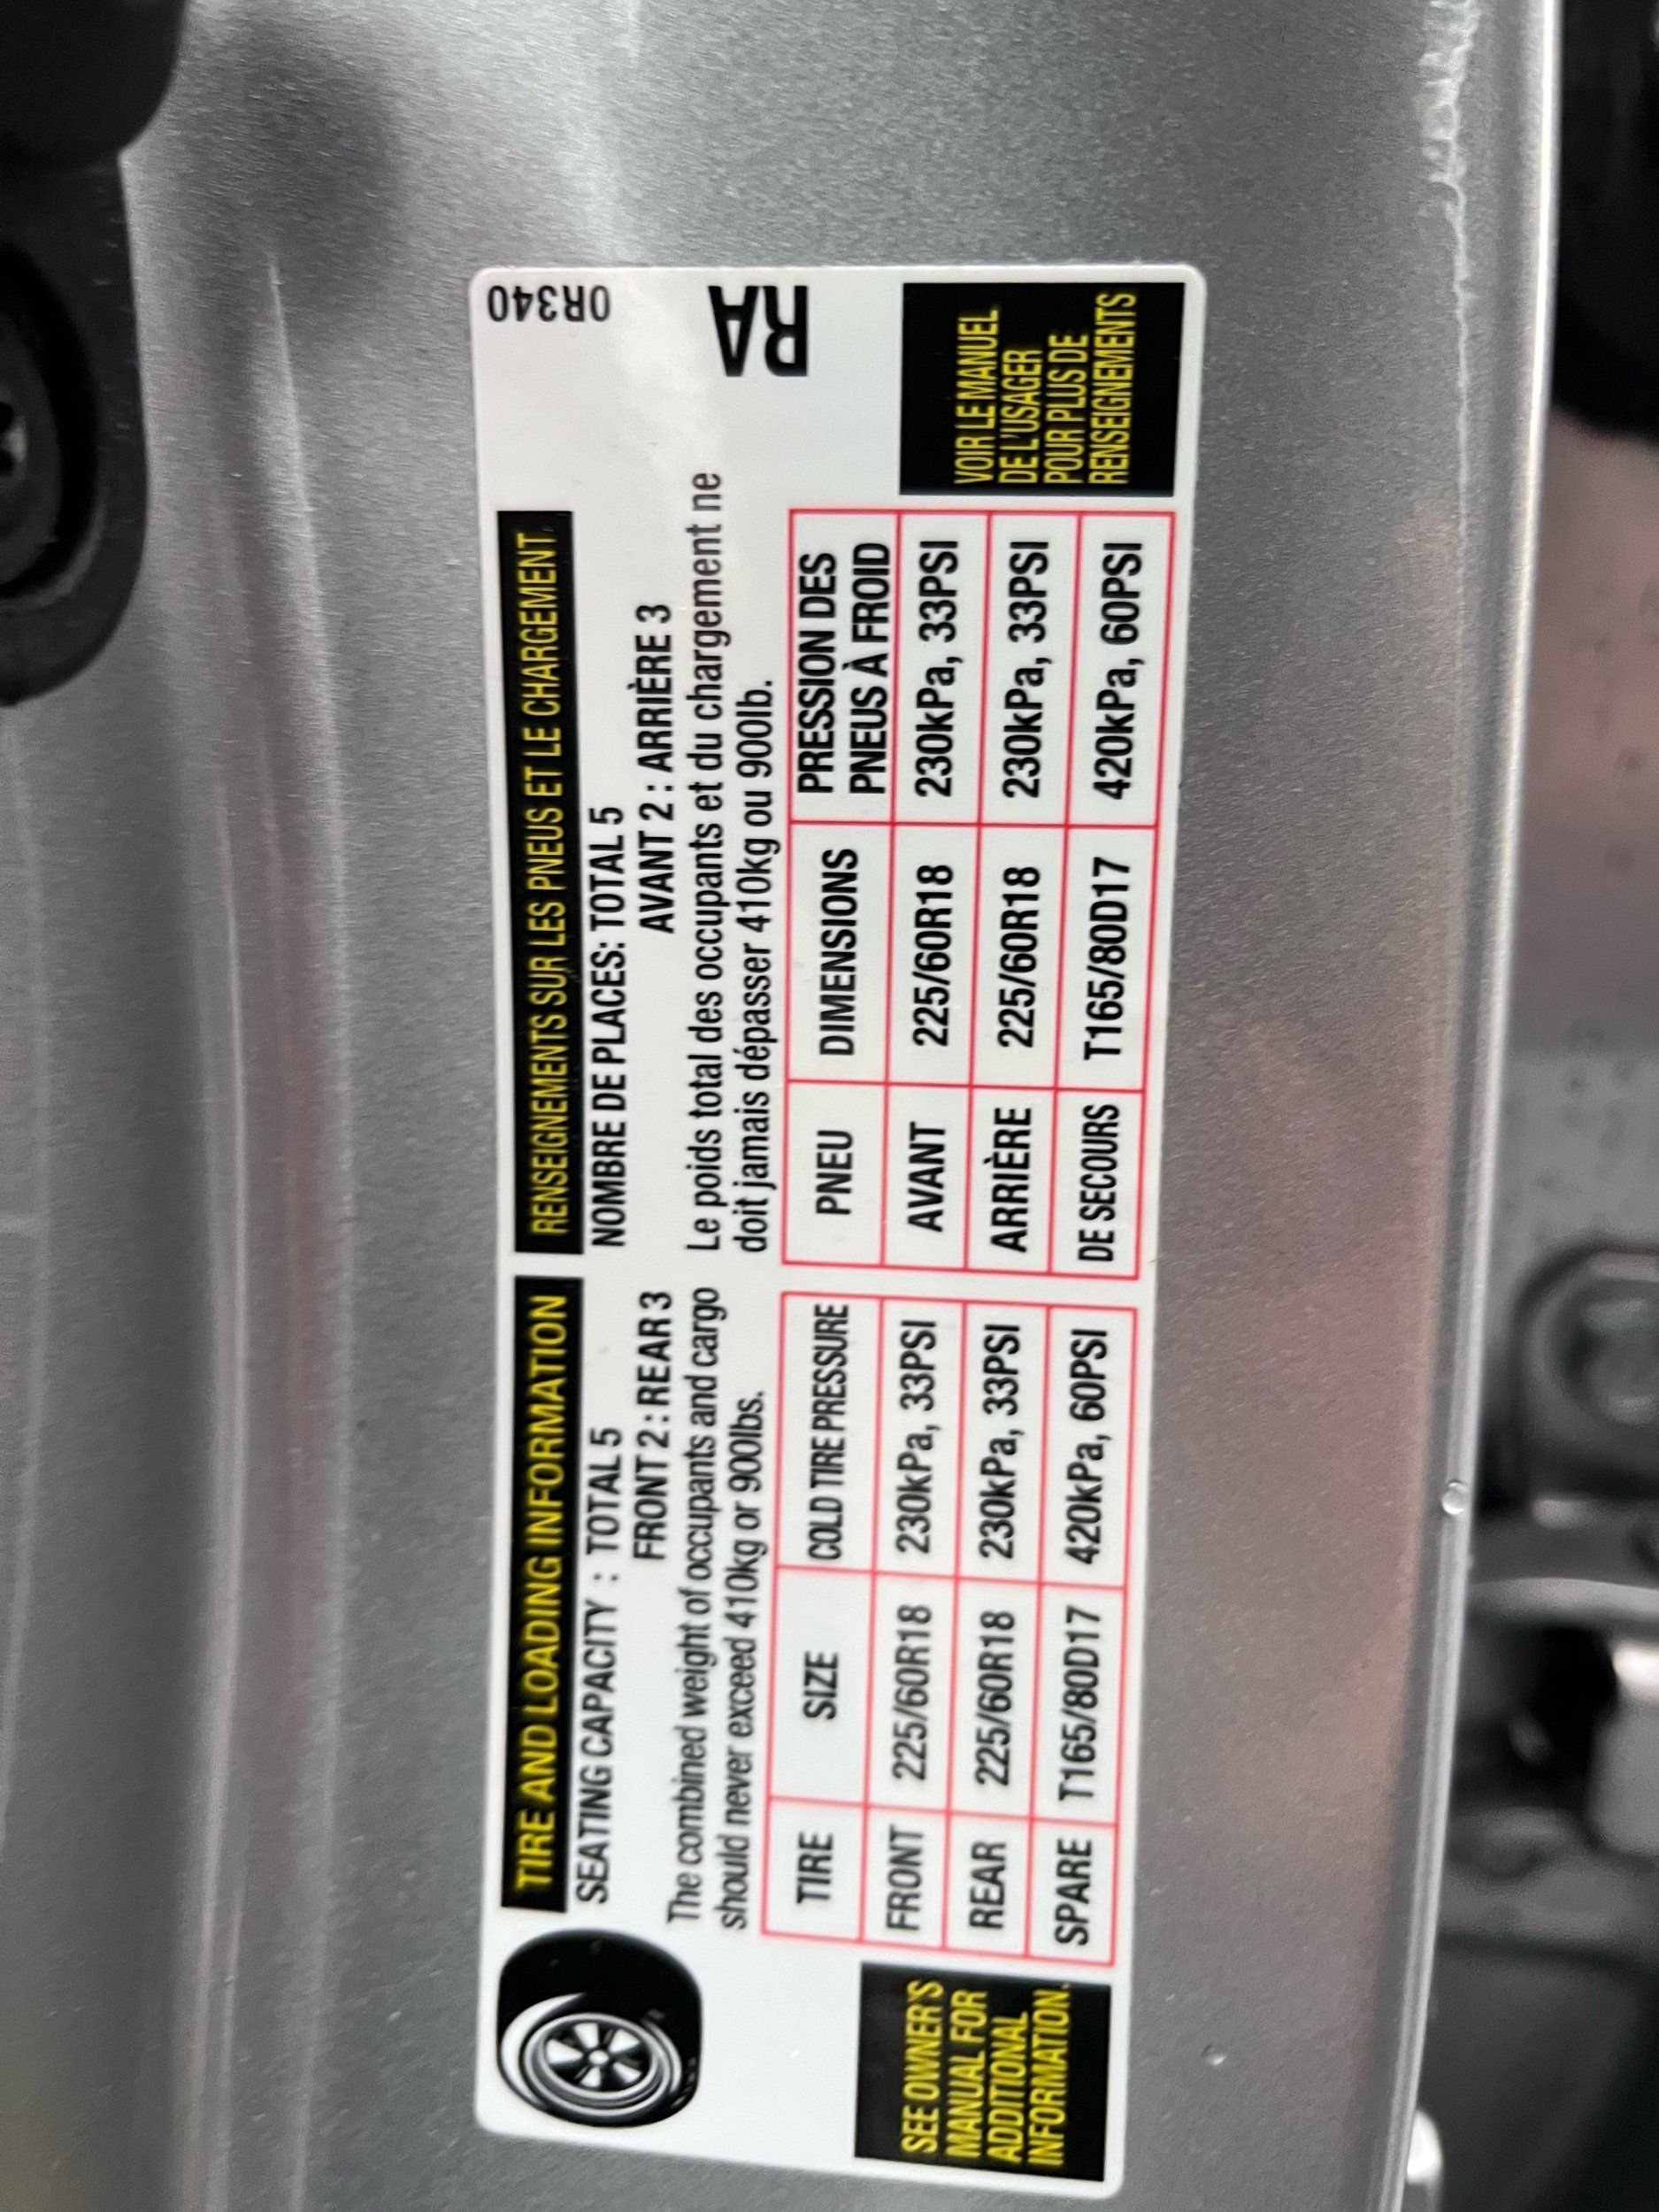 TIRE AND LOADING INFORMATION
SEATING CAPACITY : TOTAL 5
FRONT 2 : REAR 3
The combined weight of occupants and cargo
should never exceed 410kg or 900lbs.
TIRE SIZE COLD TIRE PRESSURE
FRONT 225/60R18 230kPa, 33PSI
REAR 225/60R18 230kPa, 33PSI
SPARE T165/80D17 420kPa, 60PSI
SEE OWNER'S
MANUAL FOR
ADDITIONAL
INFORMATION.
RENSEIGNEMENTS SUR LES PNEUS ET LE CHARGEMENT
NOMBRE DE PLACES: TOTAL 5
AVANT 2 : ARRIÈRE 3
Le poids total des occupants et du chargement ne
doit jamais dépasser 410kg ou 900lb.
PNEU DIMENSIONS PRESSION DES
PNEUS À FROID
AVANT 225/60R18 230kPa, 33PSI
ARRIÈRE 225/60R18 230kPa, 33PSI
DE SECOURS T165/80D17 420kPa, 60PSI
0R340
RA
VOIR LE MANUEL
DE L'USAGER
POUR PLUS DE
RENSEIGNEMENTS